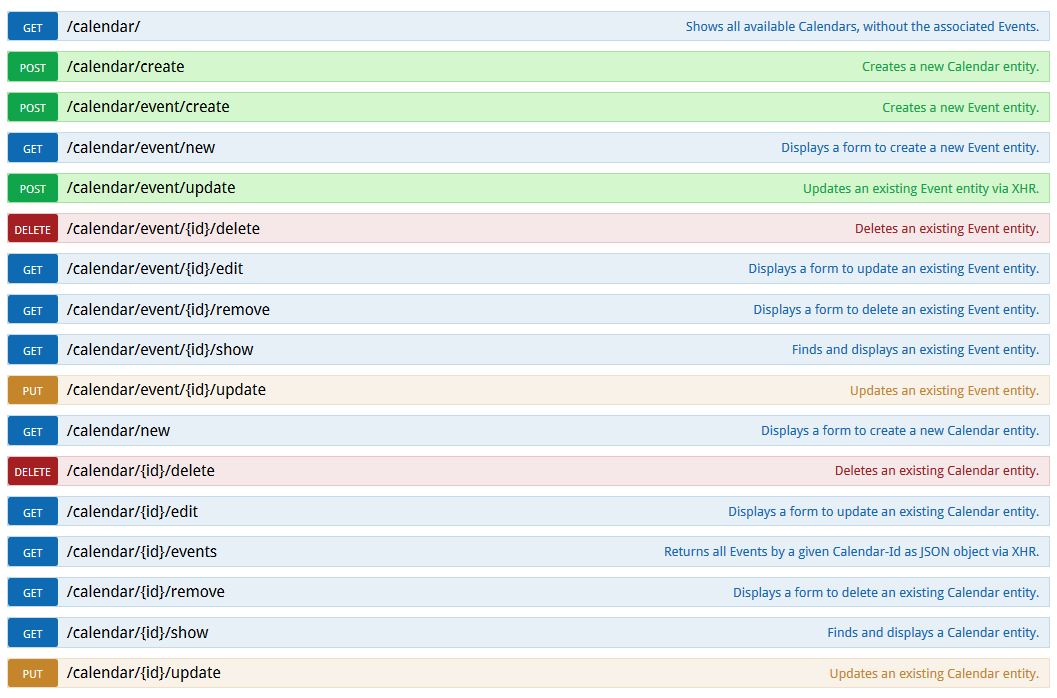 GET /calendar/ Shows all available Calendars, without the associated Events.
POST /calendar/create Creates a new Calendar entity.
POST /calendar/event/create Creates a new Event entity.
GET /calendar/event/new Displays a form to create a new Event entity.
POST /calendar/event/update Updates an existing Event entity via XHR.
DELETE /calendar/event/{id}/delete Deletes an existing Event entity.
GET /calendar/event/{id}/edit Displays a form to update an existing Event entity.
GET /calendar/event/{id}/remove Displays a form to delete an existing Event entity.
GET /calendar/event/{id}/show Finds and displays an existing Event entity.
PUT /calendar/event/{id}/update Updates an existing Event entity.
GET /calendar/new Displays a form to create a new Calendar entity.
DELETE /calendar/{id}/delete Deletes an existing Calendar entity.
GET /calendar/{id}/edit Displays a form to update an existing Calendar entity.
GET /calendar/{id}/events Returns all Events by a given Calendar-Id as JSON object via XHR.
GET /calendar/{id}/remove Displays a form to delete an existing Calendar entity.
GET /calendar/{id}/show Finds and displays a Calendar entity.
PUT /calendar/{id}/update Updates an existing Calendar entity.